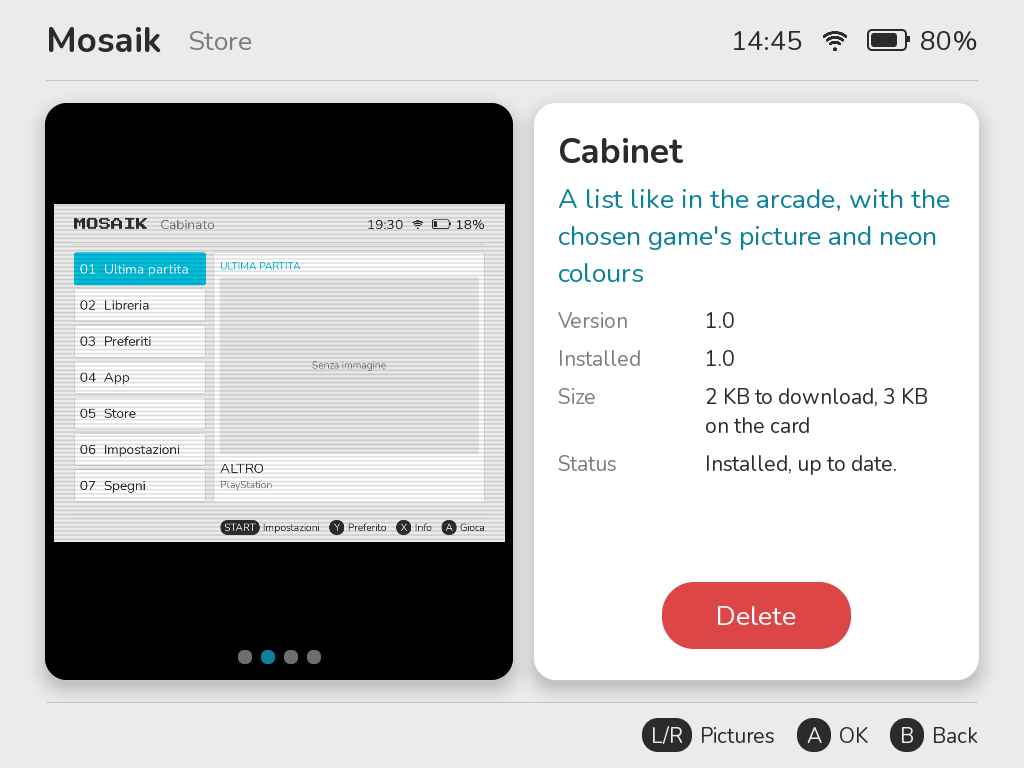 Mosaik Store 14:45 80%
MOSAIK Cabinato 19:30 18%
01 Ultima partita
02 Libreria
03 Preferiti
04 App
05 Store
06 Impostazioni
07 Spegni
ULTIMA PARTITA
Senza immagine
ALTRO
PlayStation
START Impostazioni Y Preferito X Info A Gioca
Cabinet
A list like in the arcade, with the
chosen game's picture and neon
colours
Version 1.0
Installed 1.0
Size 2 KB to download, 3 KB
on the card
Status Installed, up to date.
Delete
L/R Pictures A OK B Back